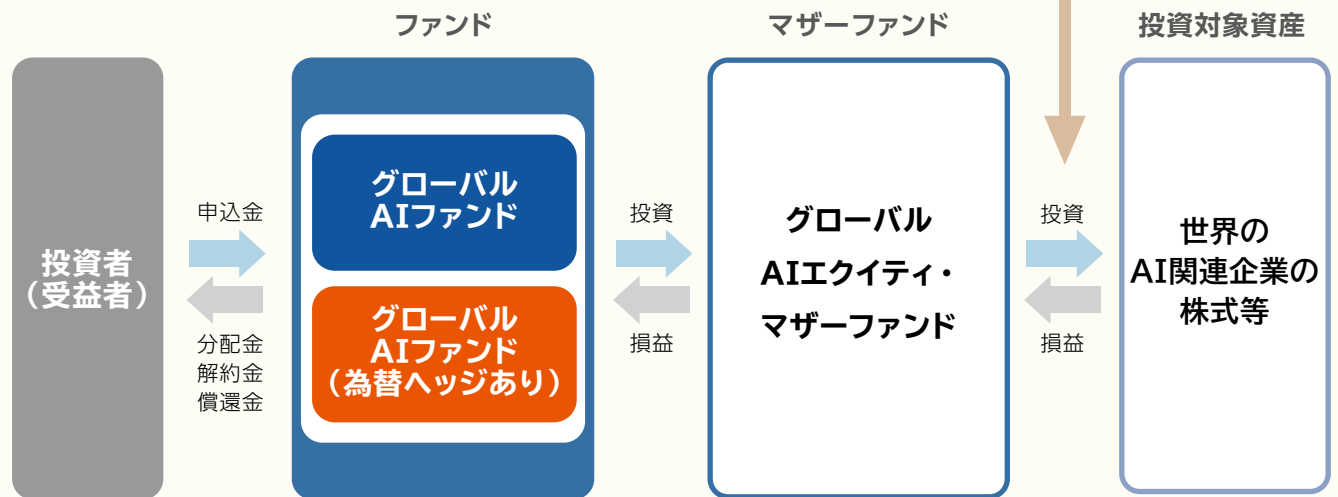 ファンド
マザーファンド
投資対象資産
投資者
（受益者）
申込金
分配金
解約金
償還金
グローバル
AIファンド
グローバル
AIファンド
（為替ヘッジあり）
投資
損益
グローバル
AIエクイティ・
マザーファンド
投資
損益
世界の
AI関連企業の
株式等